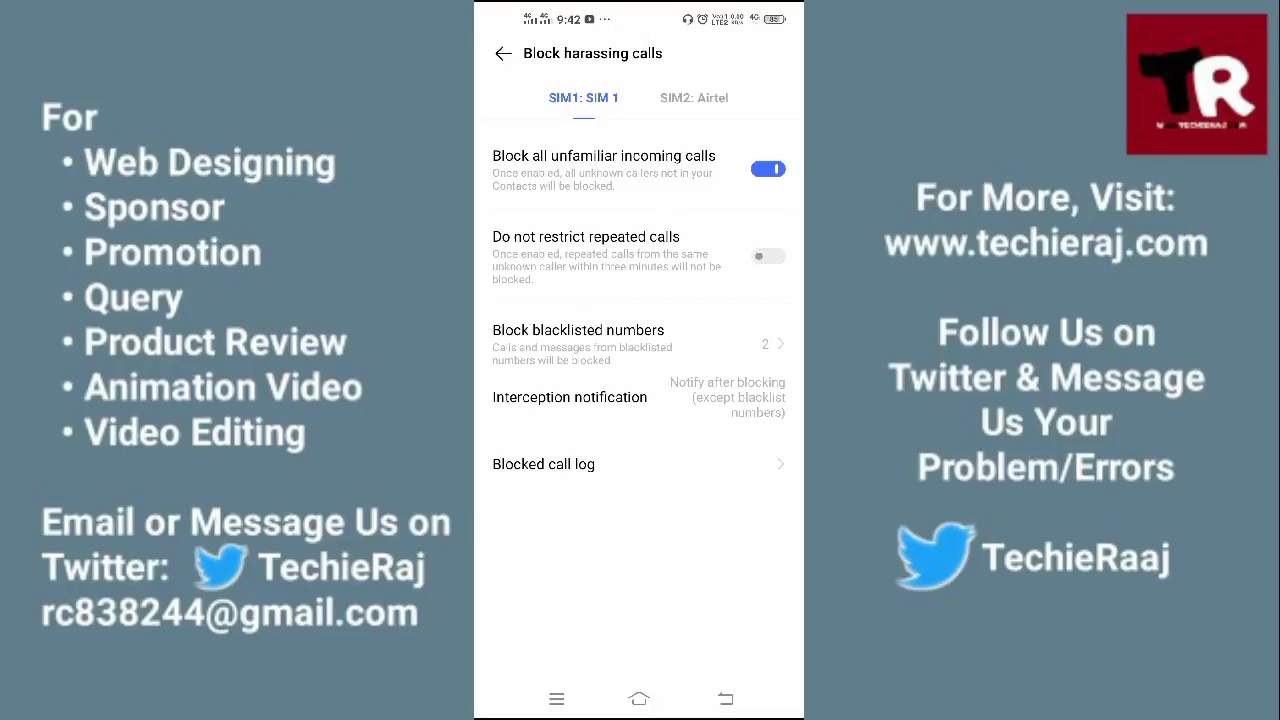 For
• Web Designing
• Sponsor
• Promotion
• Query
• Product Review
• Animation Video
• Video Editing
Email or Message Us on
Twitter: TechieRaj
rc838244@gmail.com
4G 4G 9:42 ...
4G 85
Block harassing calls
SIM1: SIM 1 SIM2: Airtel
Block all unfamiliar incoming calls
Once enabled, all unknown callers not in your
Contacts will be blocked.
Do not restrict repeated calls
Once enabled, repeated calls from the same
unknown caller within three minutes will not be
blocked.
Block blacklisted numbers
Calls and messages from blacklisted
numbers will be blocked.
2
Interception notification
Notify after blocking
(except blacklist
numbers)
Blocked call log
TR
For More, Visit:
www.techieraj.com
Follow Us on
Twitter & Message
Us Your
Problem/Errors
TechieRaaj